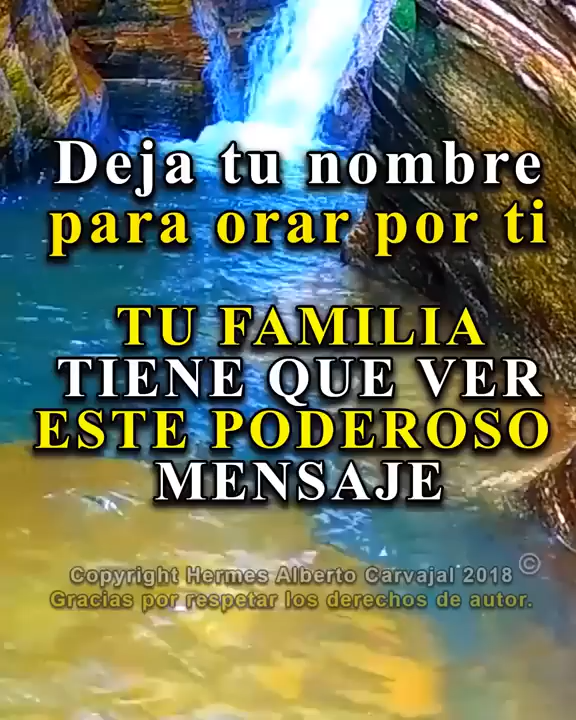 Deja tu nombre
para orar por ti
TU FAMILIA
TIENE QUE VER
ESTE PODEROSO
MENSAJE
Copyright Hermes Alberto Carvajal 2018 ©
Gracias por respetar los derechos de autor.